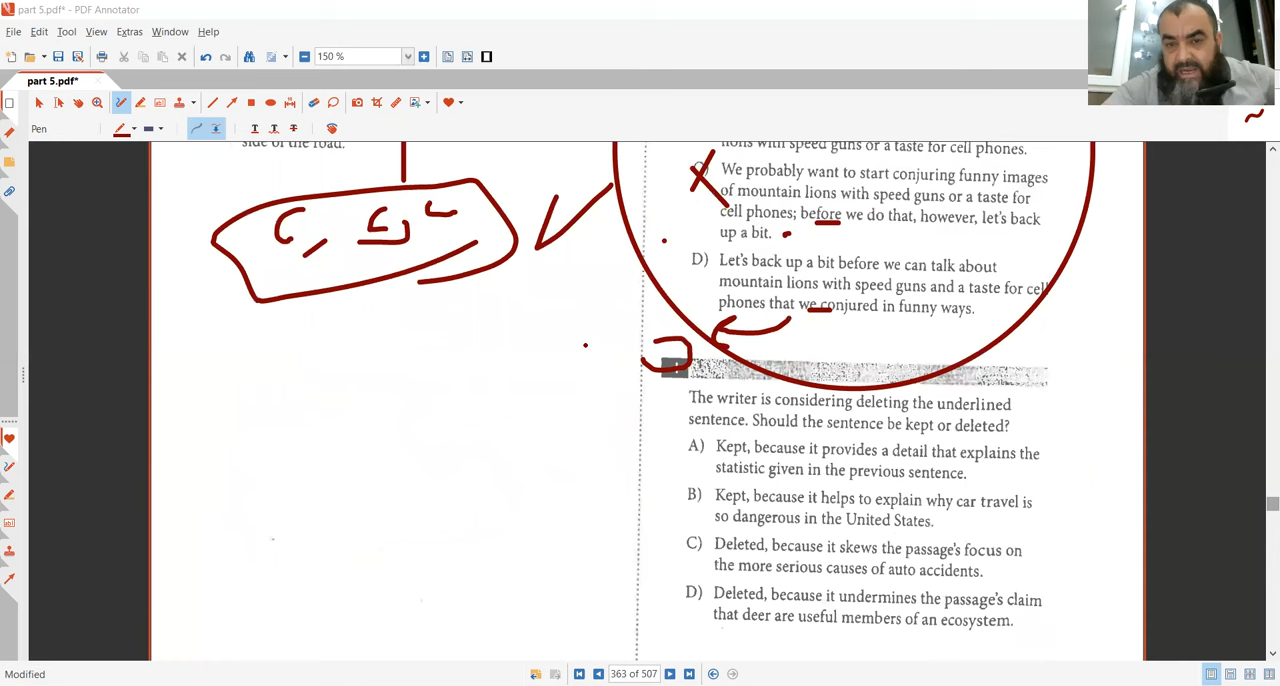 part 5.pdf* - PDF Annotator
File Edit Tool View Extras Window Help
150 %
part 5.pdf*
Pen
side of the road.
lions with speed guns or a taste for cell phones.
We probably want to start conjuring funny images
of mountain lions with speed guns or a taste for
cell phones; before we do that, however, let's back
up a bit.
D) Let's back up a bit before we can talk about
mountain lions with speed guns and a taste for cell
phones that we conjured in funny ways.
The writer is considering deleting the underlined
sentence. Should the sentence be kept or deleted?
A) Kept, because it provides a detail that explains the
statistic given in the previous sentence.
B) Kept, because it helps to explain why car travel is
so dangerous in the United States.
C) Deleted, because it skews the passage's focus on
the more serious causes of auto accidents.
D) Deleted, because it undermines the passage's claim
that deer are useful members of an ecosystem.
Modified
363 of 507